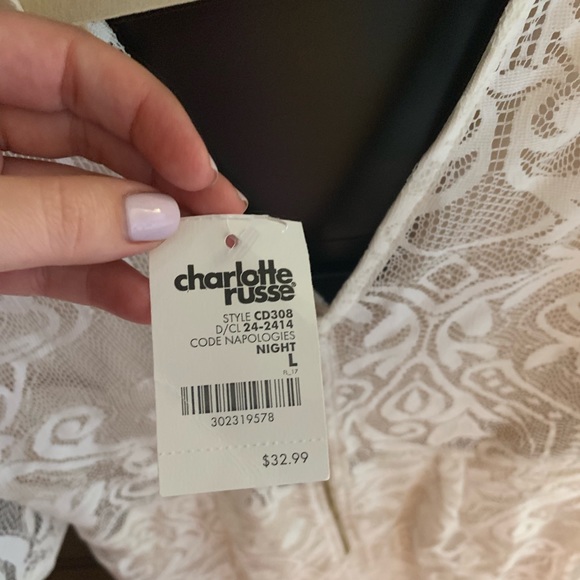 charlotte
russe
STYLE CD308
D/CL 24-2414
CODE NAPOLOGIES
NIGHT
L
302319578
$32.99